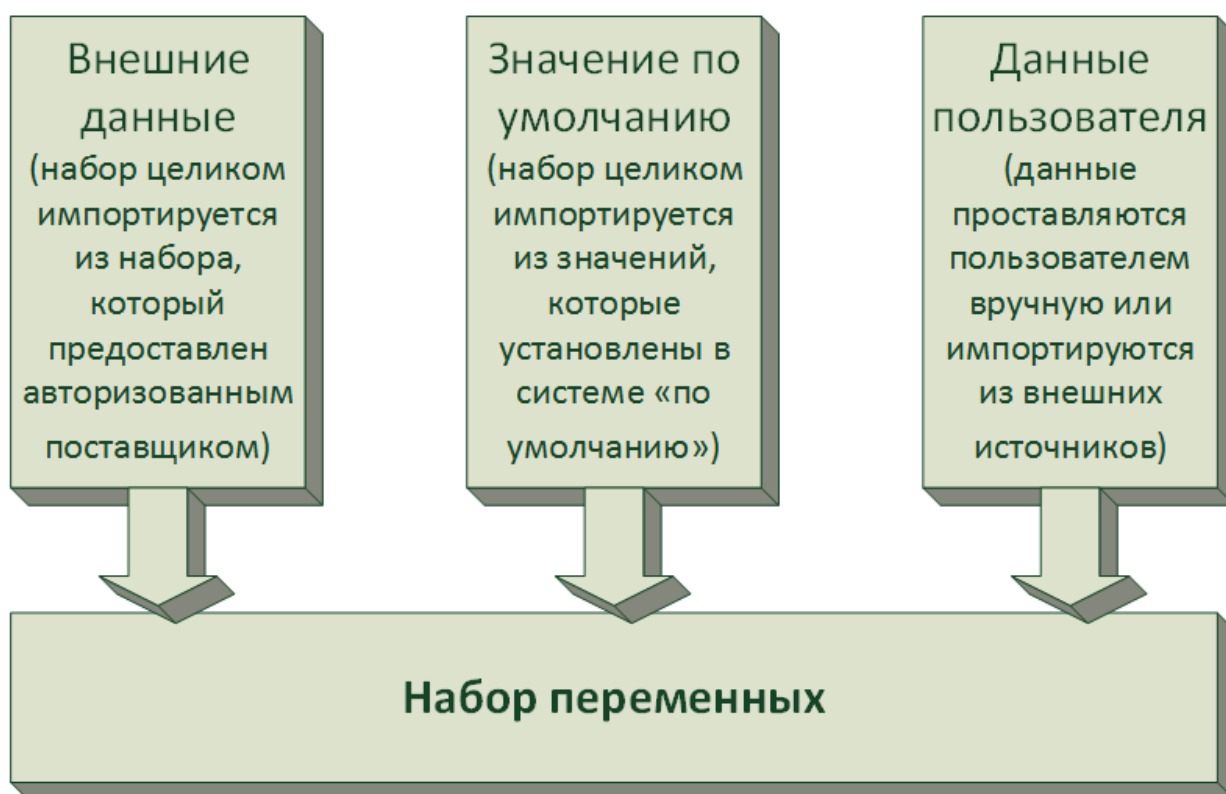 Внешние
данные
(набор целиком
импортируется
из набора,
который
предоставлен
авторизованным
поставщиком)
Значение по
умолчанию
(набор целиком
импортируется
из значений,
которые
установлены в
системе «по
умолчанию»)
Данные
пользователя
(данные
проставляются
пользователем
вручную или
импортируются
из внешних
источников)
Набор переменных